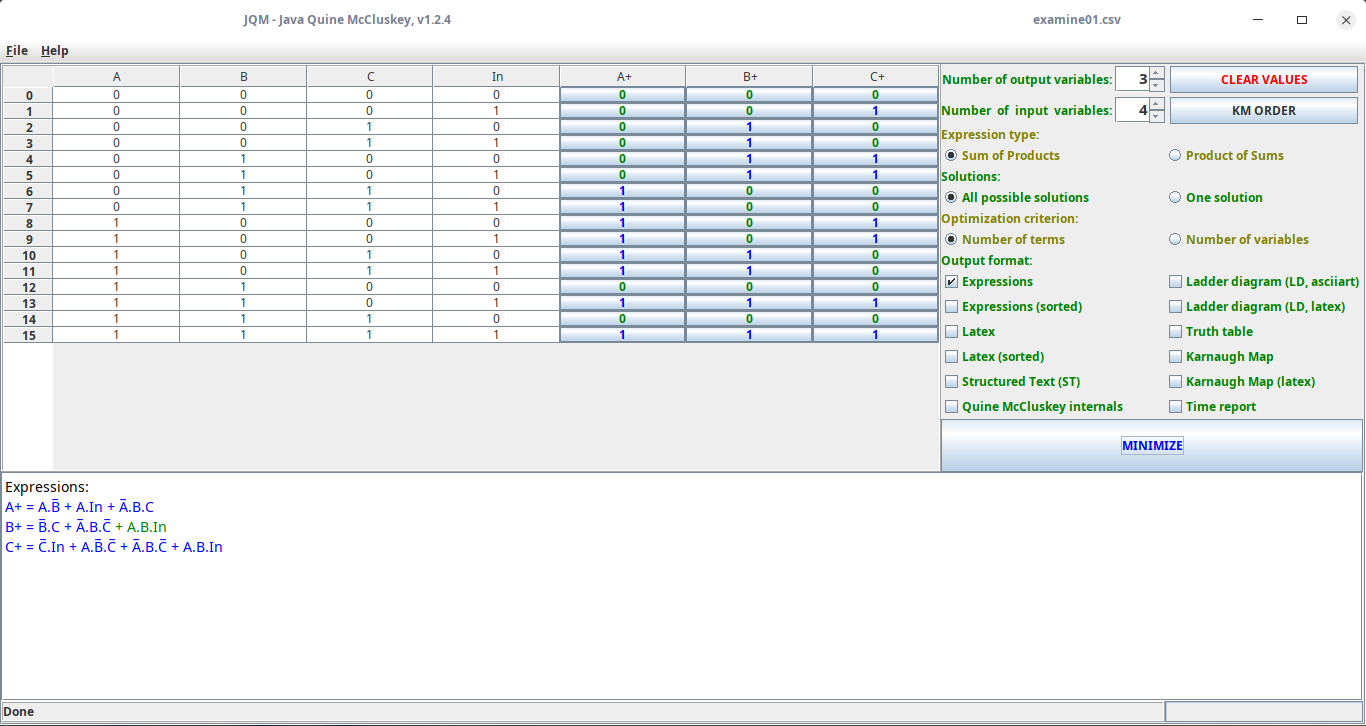 JQM - Java Quine McCluskey, v1.2.4 examine01.csv
File Help
A B C In A+ B+ C+
0 0 0 0 0 0 0 0
1 0 0 0 1 0 0 1
2 0 0 1 0 0 1 0
3 0 0 1 1 0 1 0
4 0 1 0 0 0 1 1
5 0 1 0 1 0 1 1
6 0 1 1 0 1 0 0
7 0 1 1 1 1 0 0
8 1 0 0 0 1 0 1
9 1 0 0 1 1 0 1
10 1 0 1 0 1 1 0
11 1 0 1 1 1 1 0
12 1 1 0 0 0 0 0
13 1 1 0 1 1 1 1
14 1 1 1 0 0 0 0
15 1 1 1 1 1 1 1
Number of output variables: 3 CLEAR VALUES
Number of input variables: 4 KM ORDER
Expression type:
Sum of Products Product of Sums
Solutions:
All possible solutions One solution
Optimization criterion:
Number of terms Number of variables
Output format:
Expressions Ladder diagram (LD, asciiart)
Expressions (sorted) Ladder diagram (LD, latex)
Latex Truth table
Latex (sorted) Karnaugh Map
Structured Text (ST) Karnaugh Map (latex)
Quine McCluskey internals Time report
MINIMIZE
Expressions:
A+ = A.B̅ + A.In + A̅.B.C
B+ = B̅.C + A̅.B.C̅ + A.B.In
C+ = C̅.In + A.B̅.C̅ + A̅.B.C̅ + A.B.In
Done